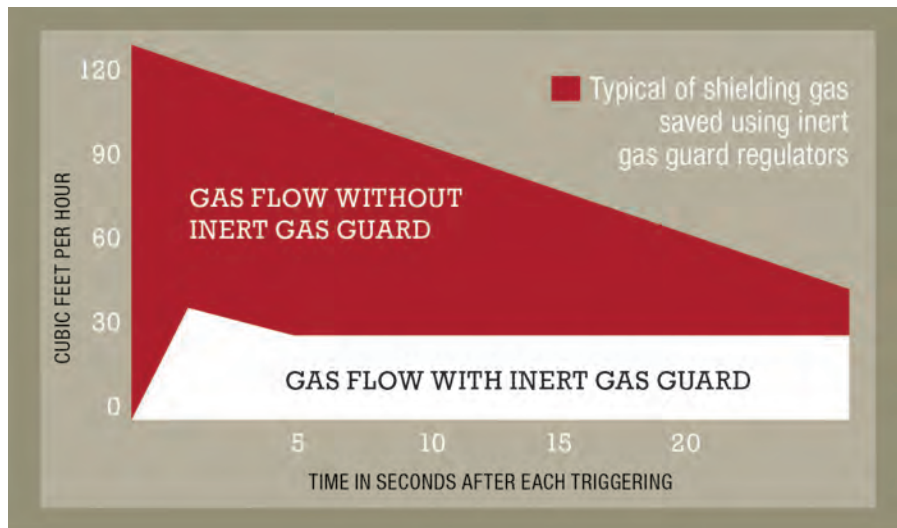 120
90
60
30
0
CUBIC FEET PER HOUR
Typical of shielding gas
saved using inert
gas guard regulators
GAS FLOW WITHOUT
INERT GAS GUARD
GAS FLOW WITH INERT GAS GUARD
5
10
15
20
TIME IN SECONDS AFTER EACH TRIGGERING